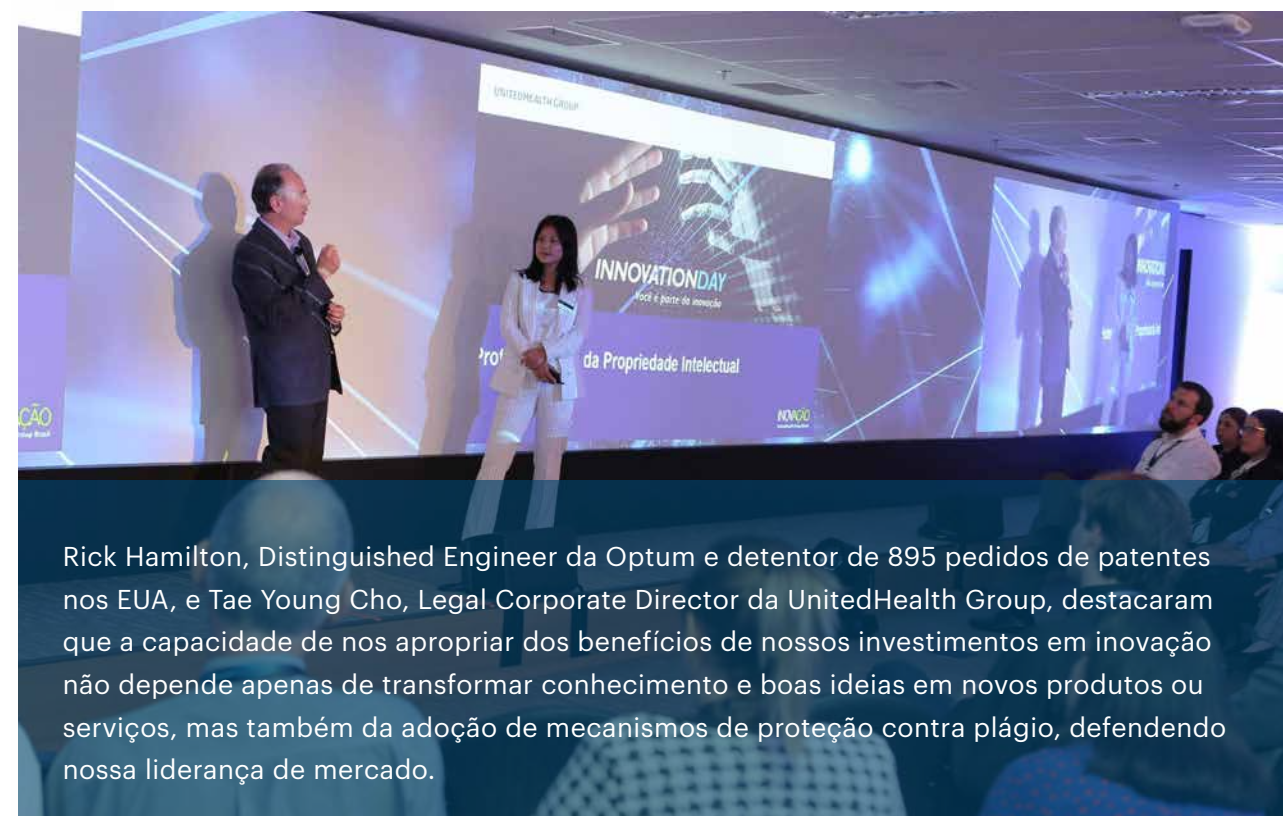 UNITEDHEALTH GROUP
INNOVATIONDAY
Você é parte da inovação
da Propriedade Intelectual
INOVAÇÃO
Rick Hamilton, Distinguished Engineer da Optum e detentor de 895 pedidos de patentes
nos EUA, e Tae Young Cho, Legal Corporate Director da UnitedHealth Group, destacaram
que a capacidade de nos apropriar dos benefícios de nossos investimentos em inovação
não depende apenas de transformar conhecimento e boas ideias em novos produtos ou
serviços, mas também da adoção de mecanismos de proteção contra plágio, defendendo
nossa liderança de mercado.